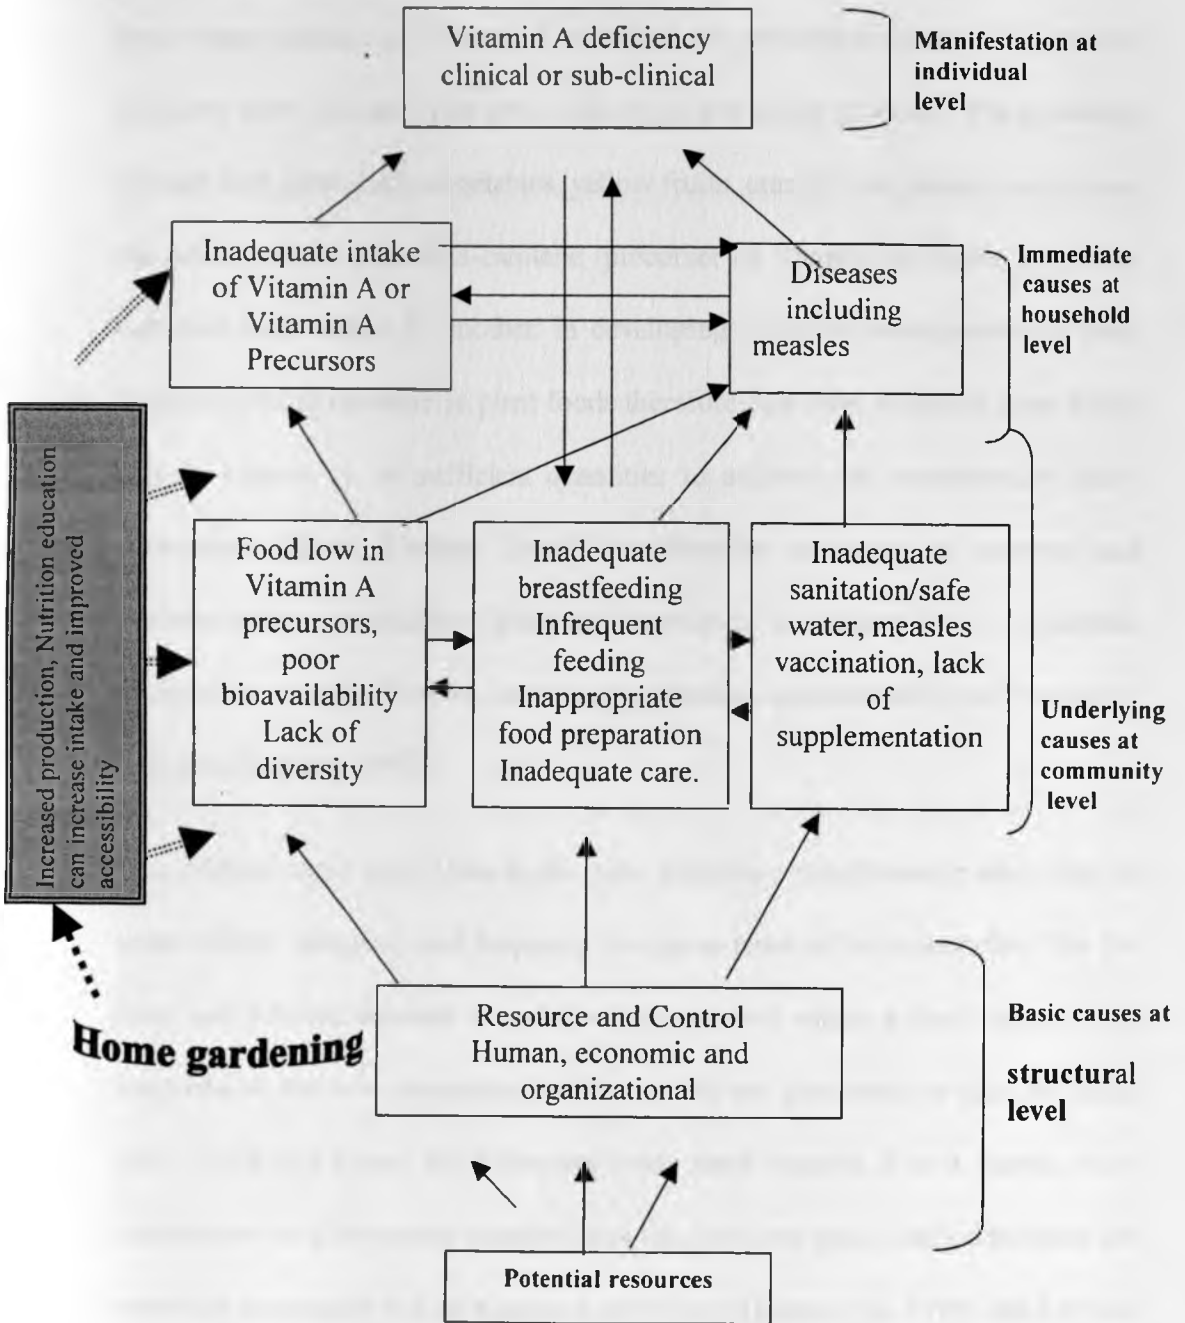 Vitamin A deficiency
clinical or sub-clinical
Manifestation at
individual
level
Inadequate intake
of Vitamin A or
Vitamin A
Precursors
Diseases
including
measles
Immediate
causes at
household
level
Increased production, Nutrition education
can increase intake and improved
accessibility
Food low in
Vitamin A
precursors,
poor
bioavailability
Lack of
diversity
Inadequate
breastfeeding
Infrequent
feeding
Inappropriate
food preparation
Inadequate care.
Inadequate
sanitation/safe
water, measles
vaccination, lack
of
supplementation
Underlying
causes at
community
level
Home gardening
Resource and Control
Human, economic and
organizational
Basic causes at
structural
level
Potential resources